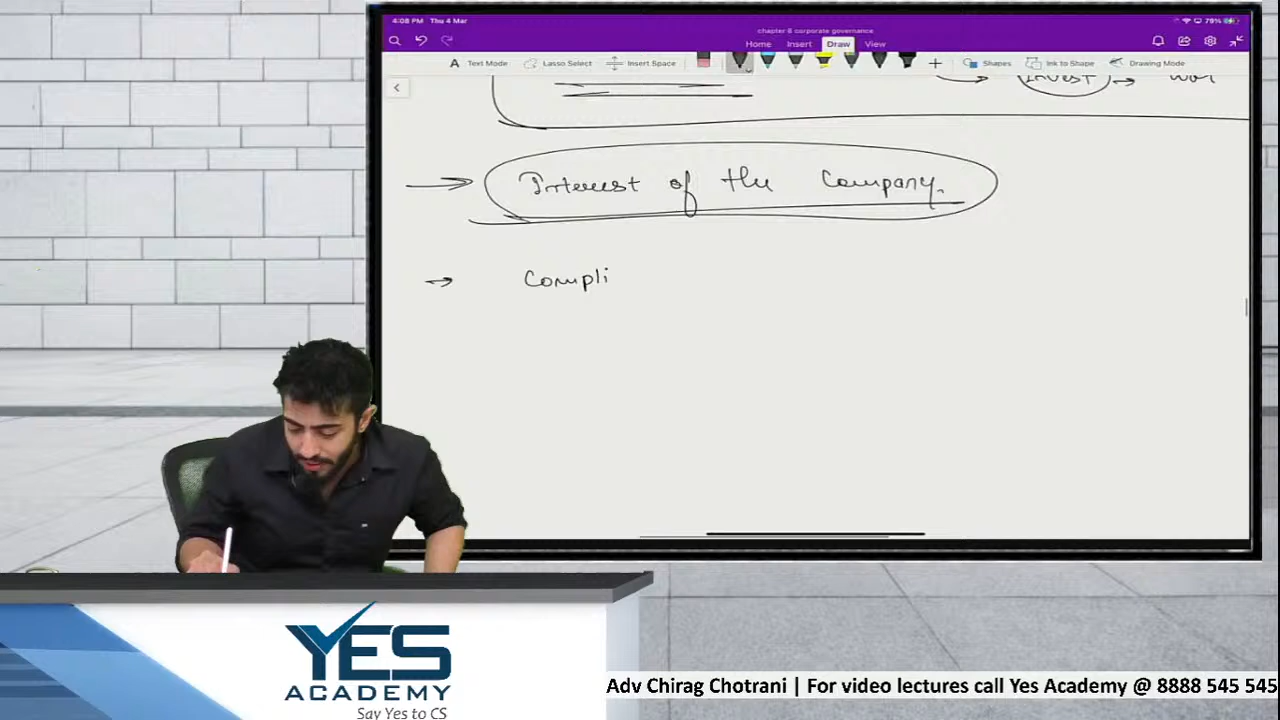 4:08 PM Thu 4 Mar
79%
chapter 8 corporate governance
Home Insert Draw View
A Text Mode Lasso Select Insert Space Shapes Ink to Shape Drawing Mode
Invest
Interest of the Company.
Compli
YES
ACADEMY
Say Yes to CS
Adv Chirag Chotrani | For video lectures call Yes Academy @ 8888 545 545